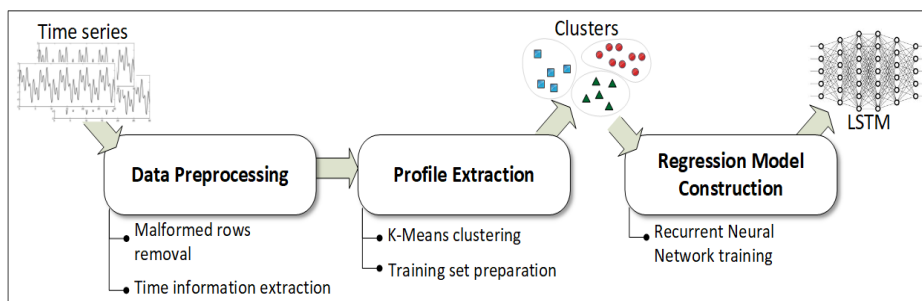 Time series
Clusters
LSTM
Data Preprocessing
Profile Extraction
Regression Model
Construction
Malformed rows
removal
Time information extraction
K-Means clustering
Training set preparation
Recurrent Neural
Network training